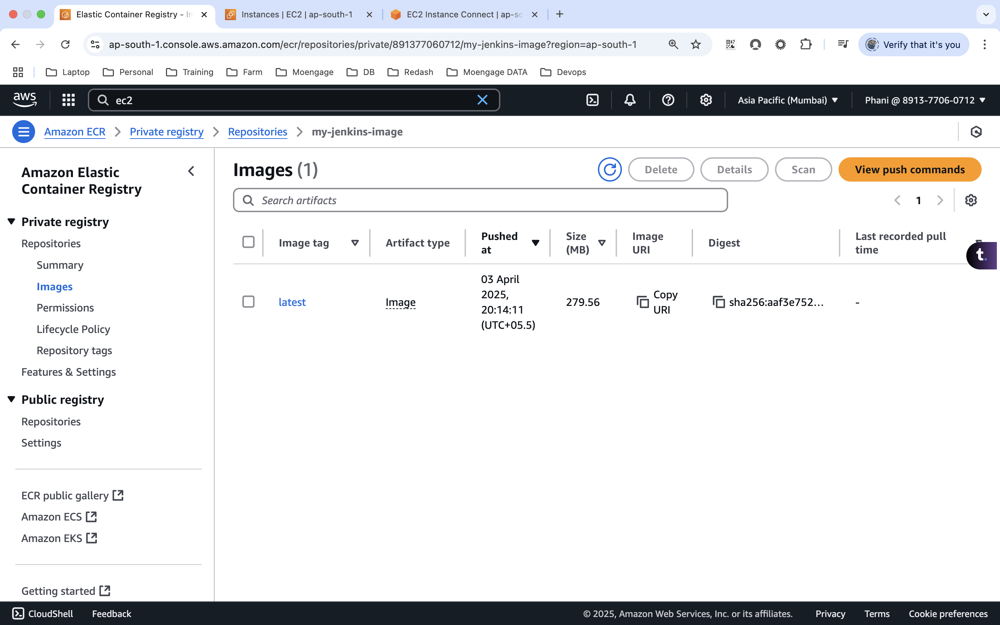 Elastic Container Registry - In
Instances | EC2 | ap-south-1
EC2 Instance Connect | ap-so
ap-south-1.console.aws.amazon.com/ecr/repositories/private/891377060712/my-jenkins-image?region=ap-south-1
Verify that it's you
Laptop
Personal
Training
Farm
Moengage
DB
Redash
Moengage DATA
Devops
aws
ec2
Asia Pacific (Mumbai)
Phani @ 8913-7706-0712
Amazon ECR
Private registry
Repositories
my-jenkins-image
Amazon Elastic
Container Registry
Private registry
Repositories
Summary
Images
Permissions
Lifecycle Policy
Repository tags
Features & Settings
Public registry
Repositories
Settings
ECR public gallery
Amazon ECS
Amazon EKS
Getting started
Images (1)
Delete
Details
Scan
View push commands
Search artifacts
1
Image tag
Artifact type
Pushed
at
Size
(MB)
Image
URI
Digest
Last recorded pull
time
t.
latest
Image
03 April
2025,
20:14:11
(UTC+05.5)
279.56
Copy
URI
sha256:aaf3e752...
-
CloudShell
Feedback
© 2025, Amazon Web Services, Inc. or its affiliates.
Privacy
Terms
Cookie preferences